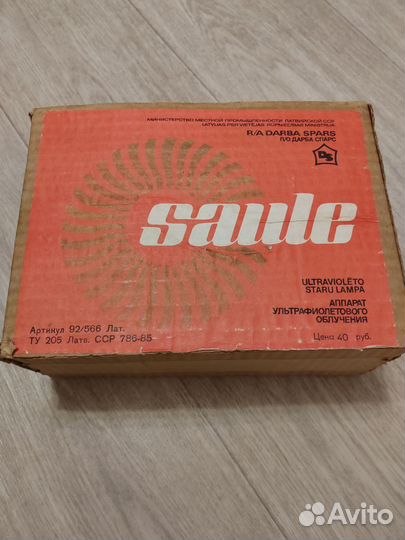 МИНИСТЕРСТВО МЕСТНОЙ ПРОМЫШЛЕННОСТИ ЛАТВИЙСКОЙ ССР
LATVIJAS PSR VIETĒJĀS RŪPNIECĪBAS MINISTRIJA
R/A DARBA SPARS
П/О ДАРБА СПАРС
DS
saule
ULTRAVIOLĒTO
STARU LAMPA
АППАРАТ
УЛЬТРАФИОЛЕТОВОГО
ОБЛУЧЕНИЯ
Артикул 92/566 Лат.
ТУ 205 Латв. ССР 786-85
Цена 40 руб.
Avito